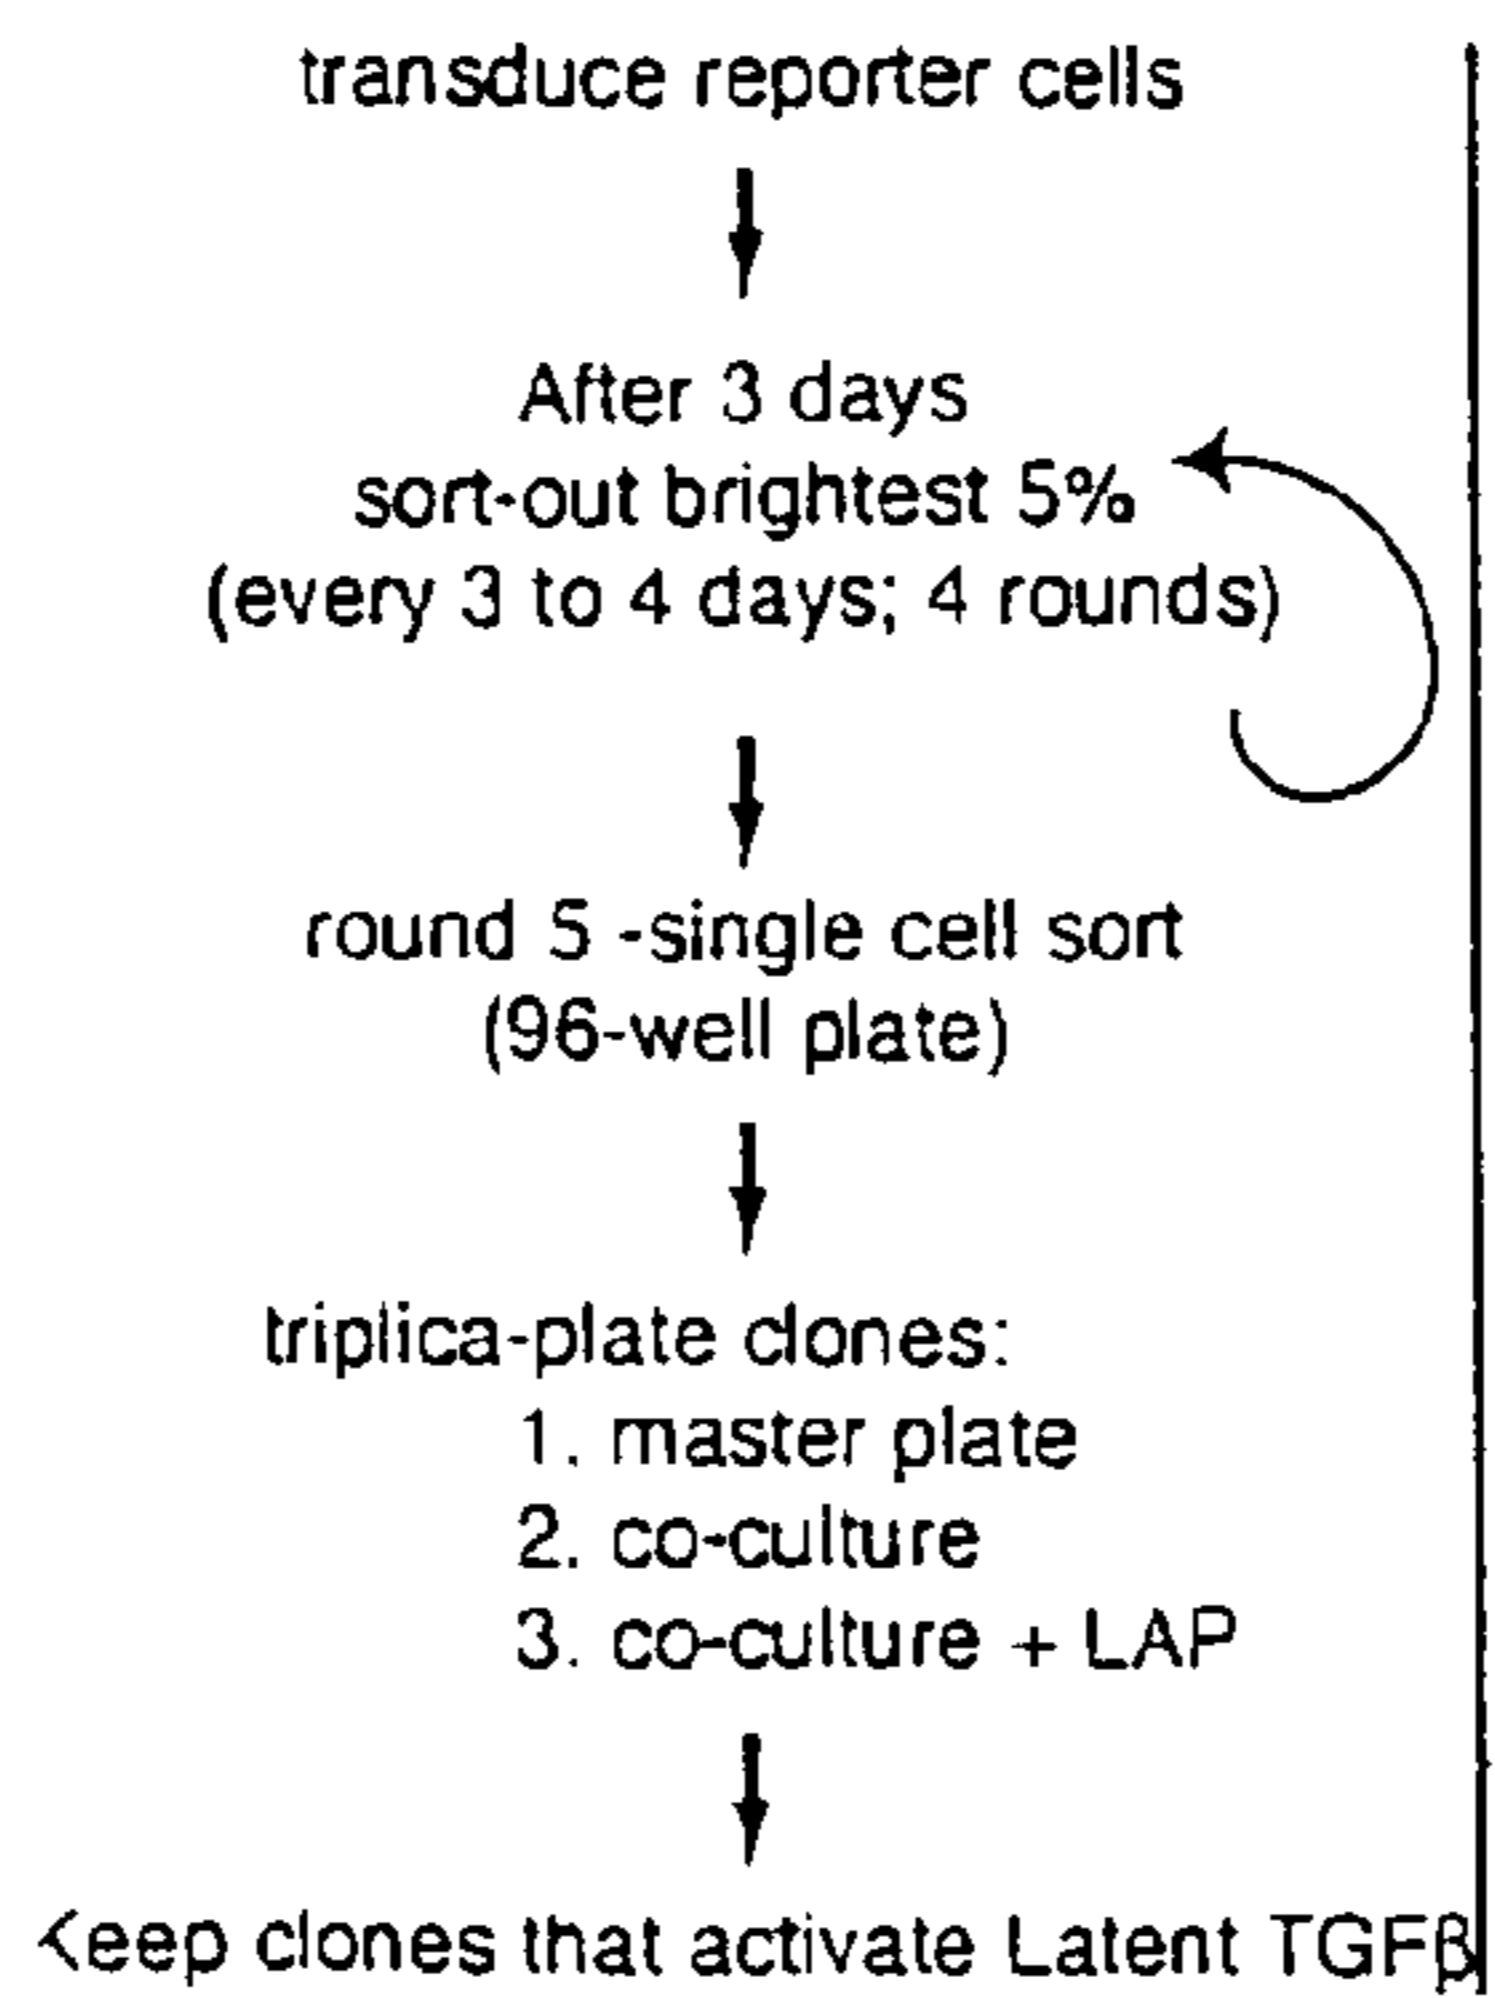 transduce reporter cells
After 3 days
sort-out brightest 5%
(every 3 to 4 days; 4 rounds)
round 5 -single cell sort
(96-well plate)
triplica-plate clones:
1. master plate
2. co-culture
3. co-culture + LAP
Keep clones that activate Latent TGFβ